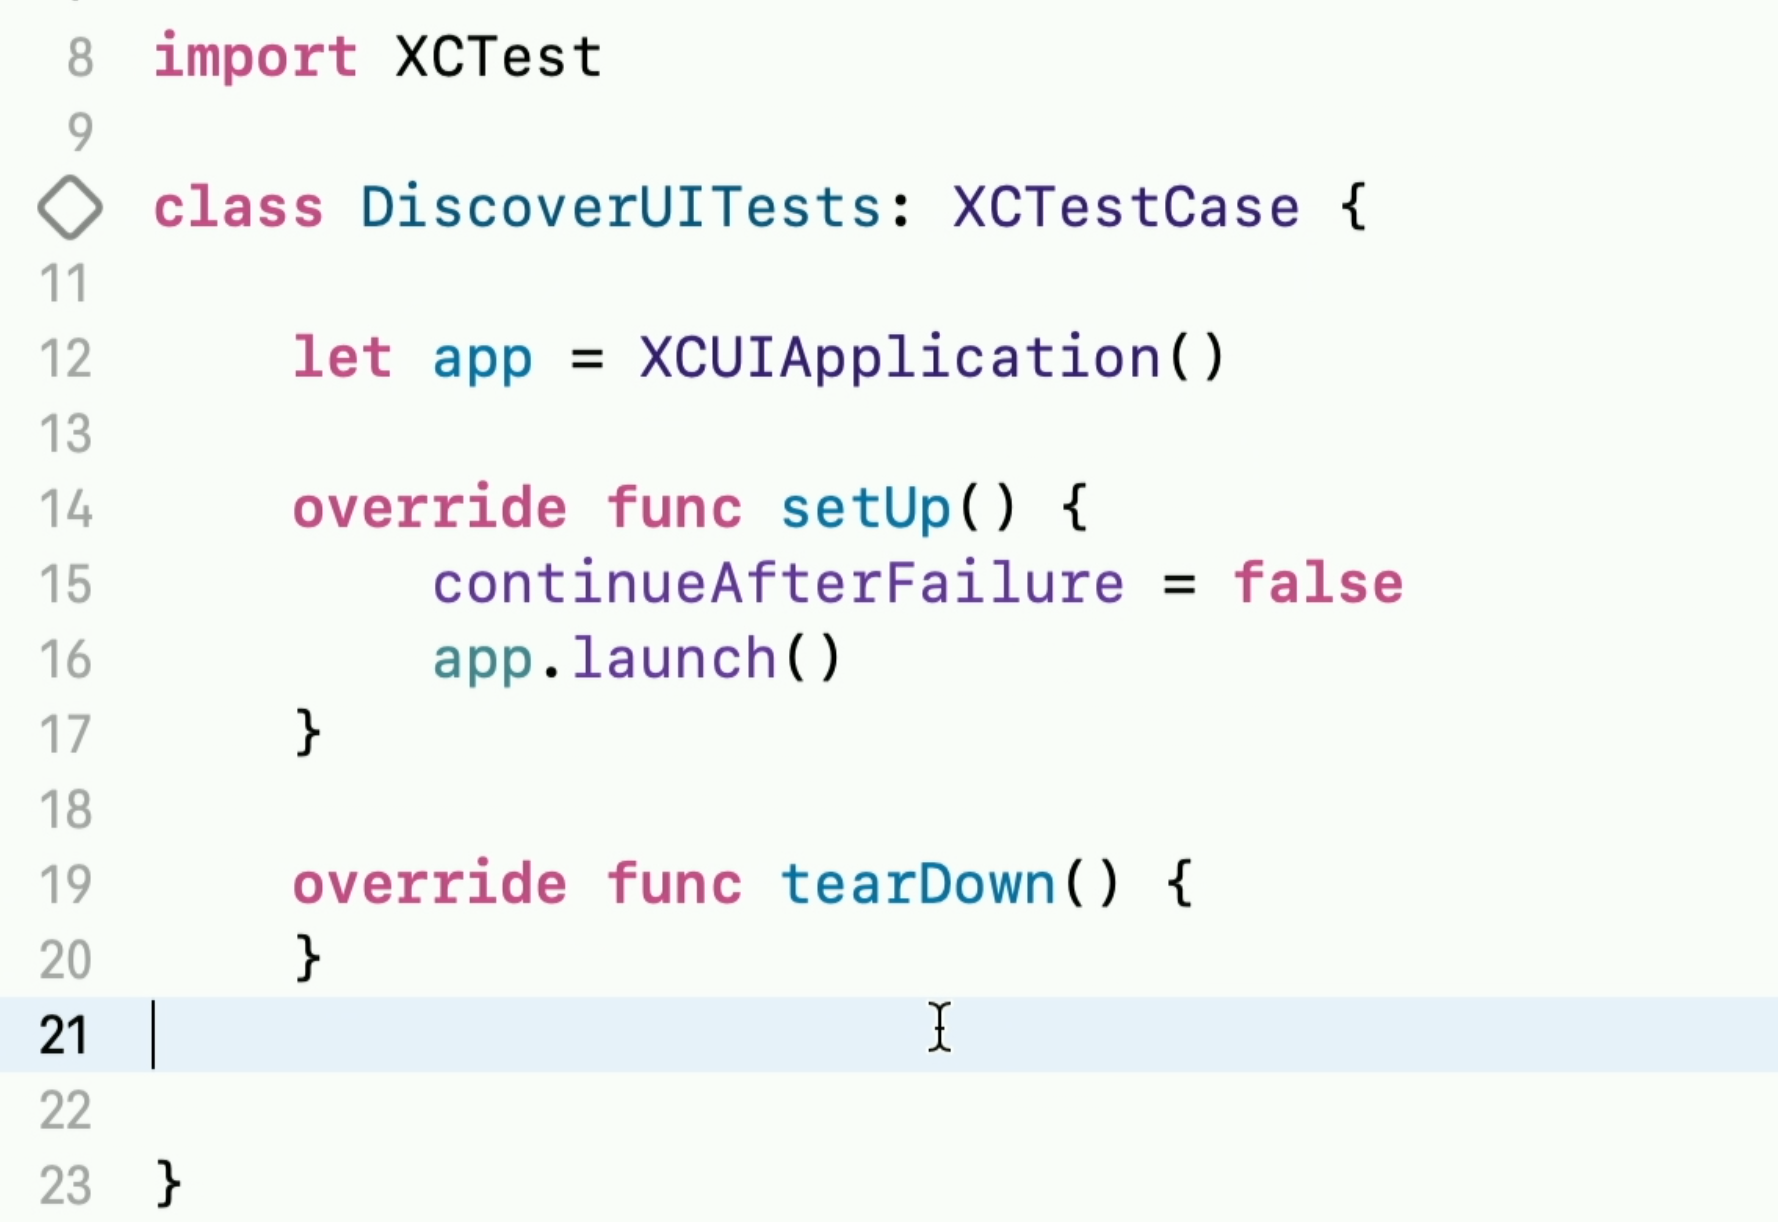 8 import XCTest
9
class DiscoverUITests: XCTestCase {
11
12 let app = XCUIApplication()
13
14 override func setUp() {
15 continueAfterFailure = false
16 app.launch()
17 }
18
19 override func tearDown() {
20 }
21
22
23 }